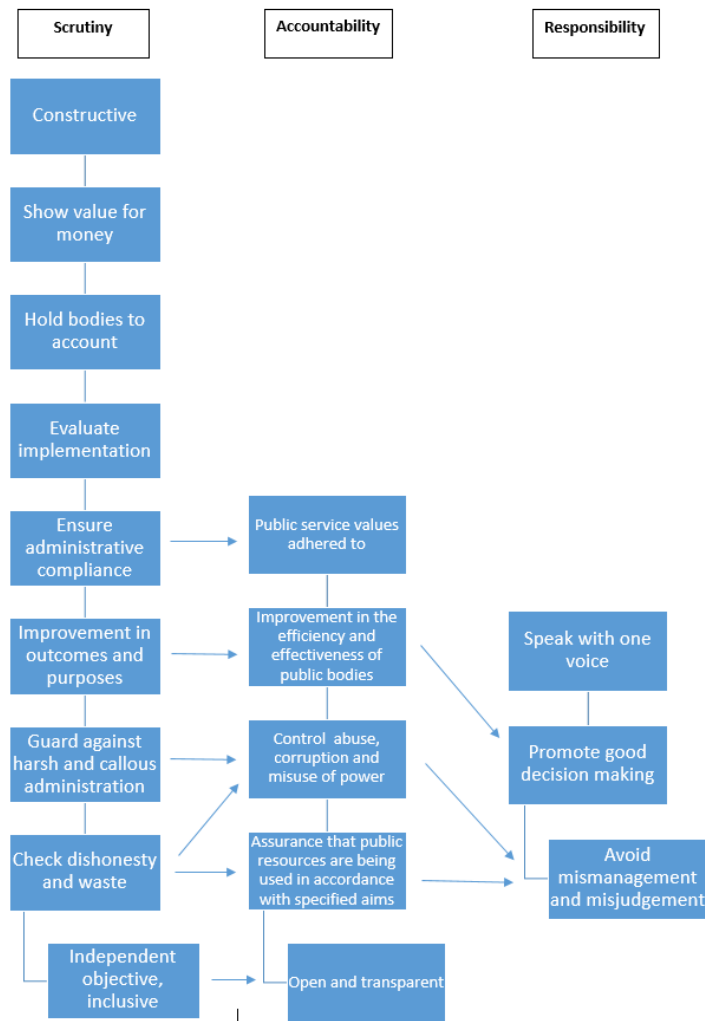 Scrutiny
Accountability
Responsibility
Constructive
Show value for
money
Hold bodies to
account
Evaluate
implementation
Ensure
administrative
compliance
Improvement in
outcomes and
purposes
Guard against
harsh and callous
administration
Check dishonesty
and waste
Independent
objective,
inclusive
Public service values
adhered to
Improvement in the
efficiency and
effectiveness of
public bodies
Control abuse,
corruption and
misuse of power
Assurance that public
resources are being
used in accordance
with specified aims
Open and transparent
Speak with one
voice
Promote good
decision making
Avoid
mismanagement
and misjudgement